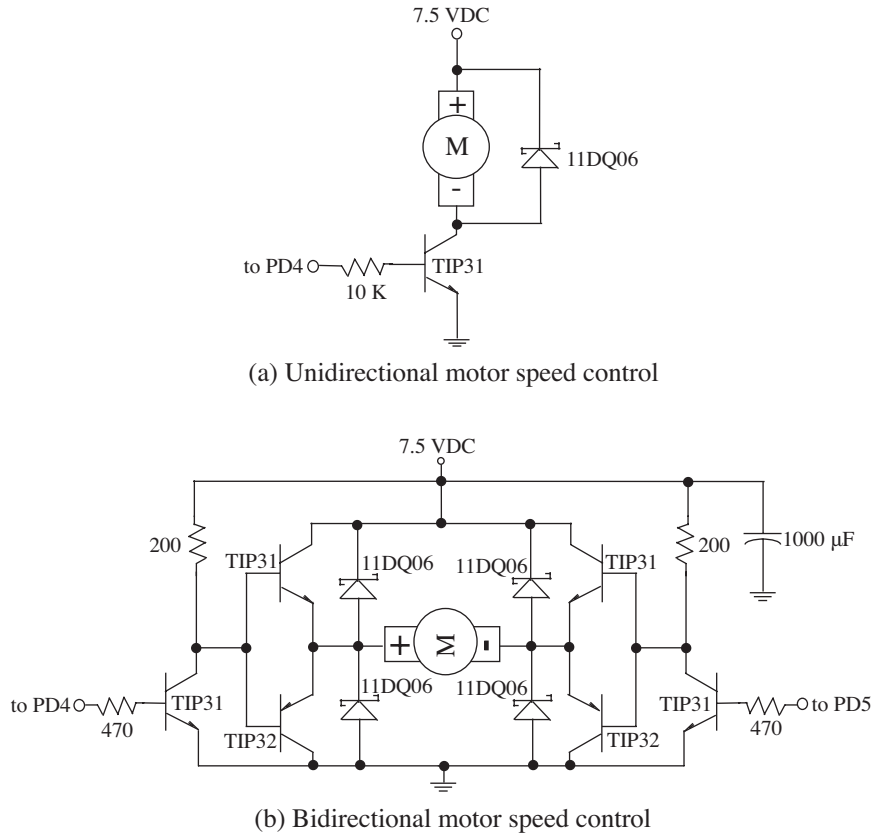 7.5 VDC
+
M
-
11DQ06
to PD4
10 K
TIP31
(a) Unidirectional motor speed control
7.5 VDC
200
TIP31
11DQ06
11DQ06
TIP31
200
1000 µF
+
M
-
to PD4
470
TIP31
TIP32
11DQ06
11DQ06
TIP32
TIP31
470
to PD5
(b) Bidirectional motor speed control